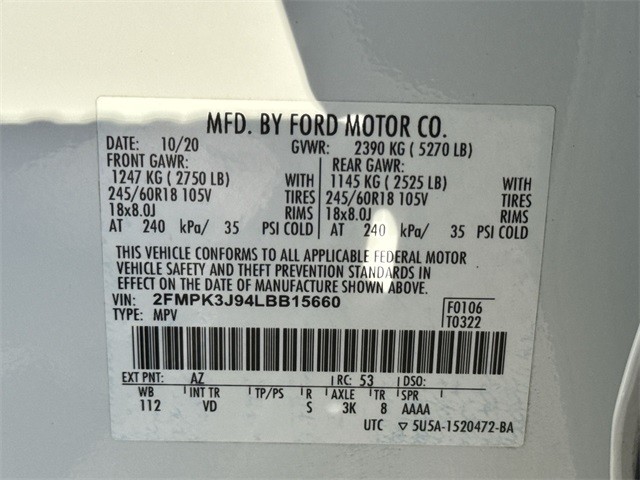 MFD. BY FORD MOTOR CO.
DATE: 10/20 GVWR: 2390 KG ( 5270 LB)
FRONT GAWR: REAR GAWR:
1247 KG ( 2750 LB) WITH 1145 KG ( 2525 LB) WITH
245/60R18 105V TIRES 245/60R18 105V TIRES
18x8.0J RIMS 18x8.0J RIMS
AT 240 kPa/ 35 PSI COLD AT 240 kPa/ 35 PSI COLD
THIS VEHICLE CONFORMS TO ALL APPLICABLE FEDERAL MOTOR
VEHICLE SAFETY AND THEFT PREVENTION STANDARDS IN
EFFECT ON THE DATE OF MANUFACTURE SHOWN ABOVE.
VIN: 2FMPK3J94LBB15660 F0106
TYPE: MPV T0322
EXT PNT: AZ RC: 53 DSO:
WB INT TR TP/PS R AXLE TR SPR
112 VD S 3K 8 AAAA
UTC ▽ 5U5A-1520472-BA